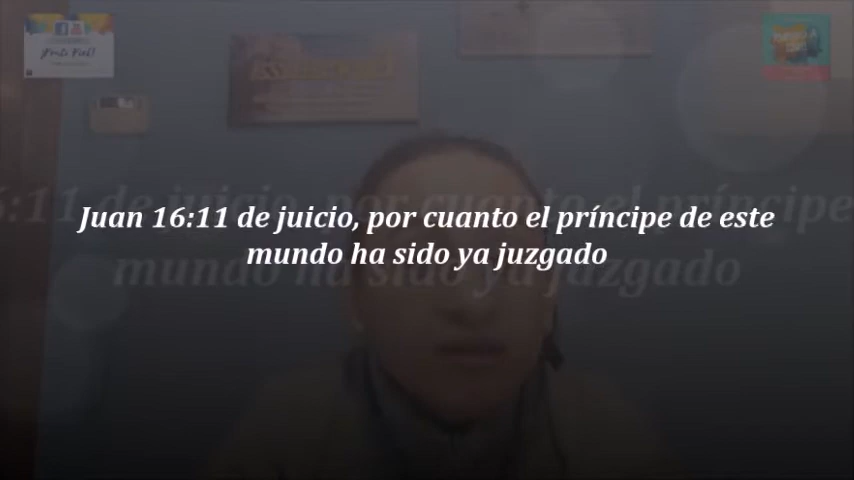 Juan 16:11 de juicio, por cuanto el príncipe de este
mundo ha sido ya juzgado